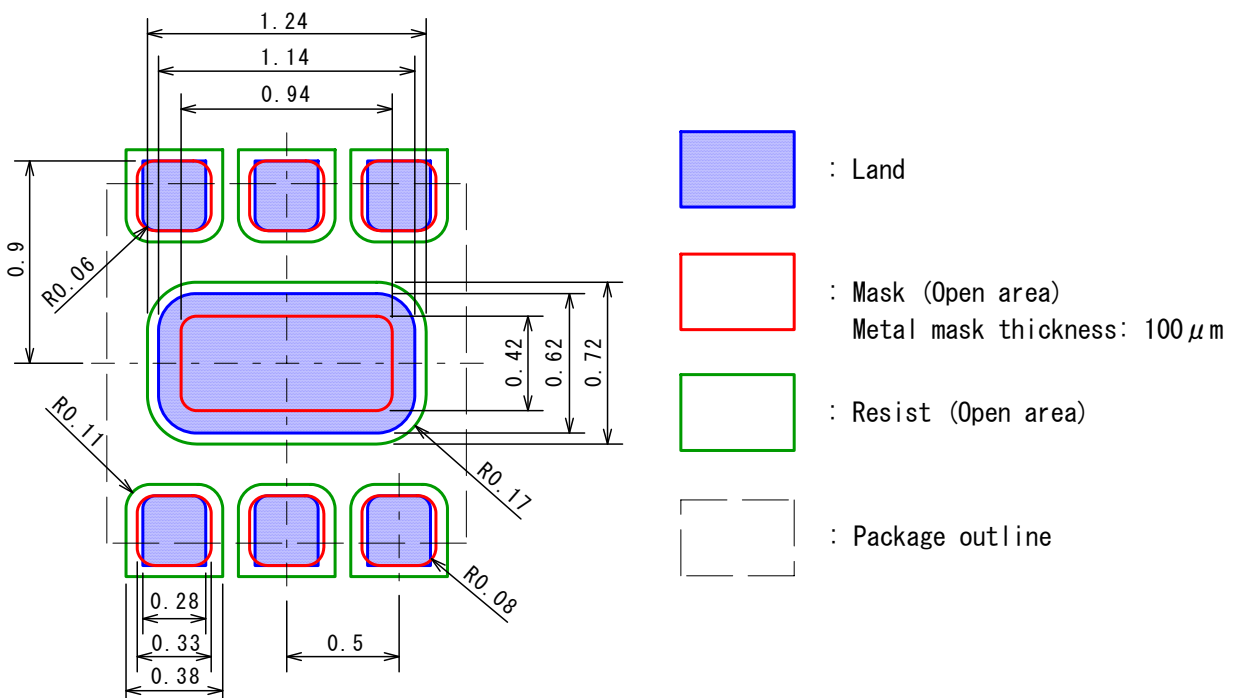 1.24
1.14
0.94
0.9
R0.06
0.42
0.62
0.72
R0.11
R0.17
R0.08
0.28
0.33
0.38
0.5
: Land
: Mask (Open area)
Metal mask thickness: 100μm
: Resist (Open area)
: Package outline